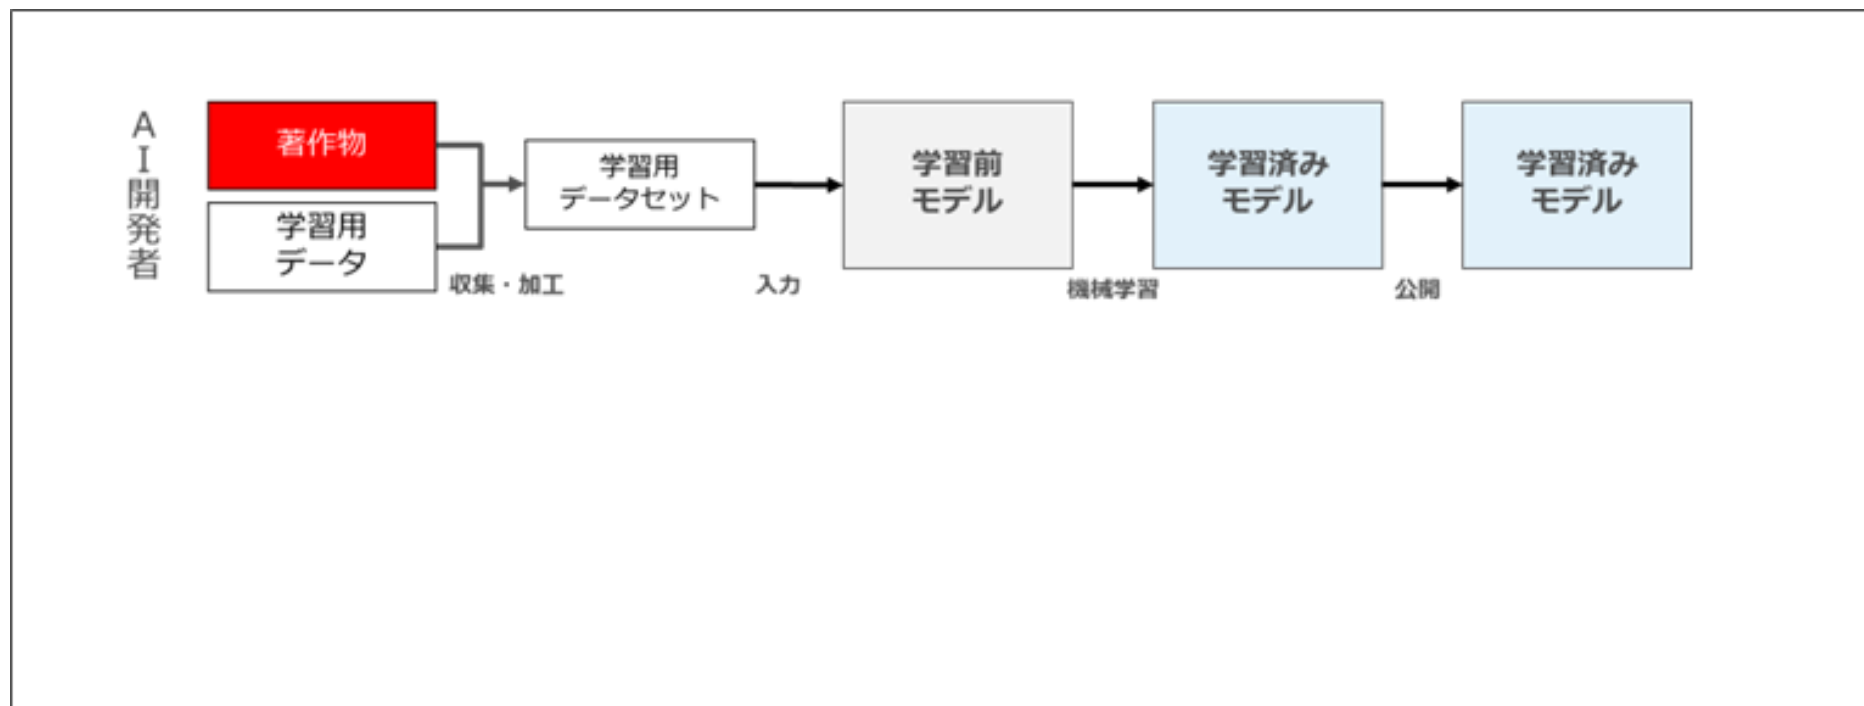 AI開発者
著作物
学習用
データ
収集・加工
学習用
データセット
入力
学習前
モデル
機械学習
学習済み
モデル
公開
学習済み
モデル